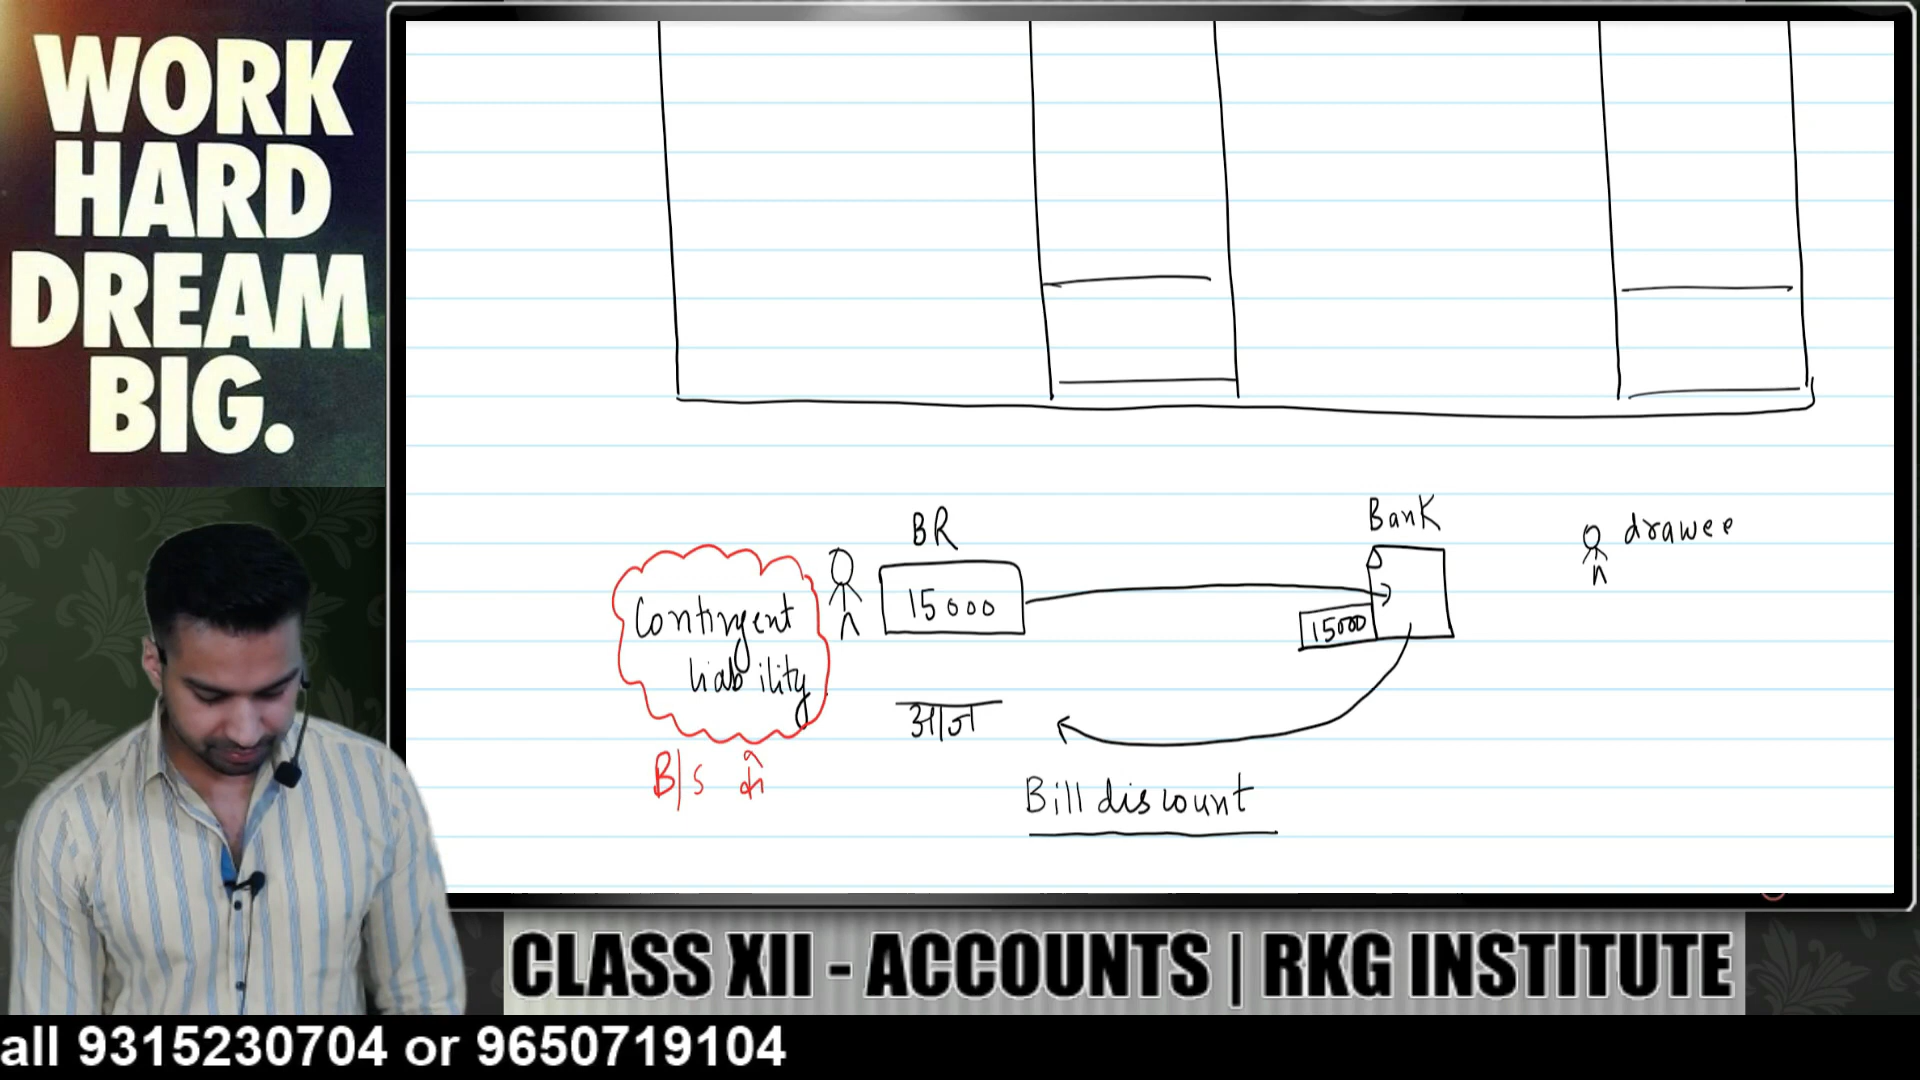 WORK
HARD
DREAM
BIG.
BR
Bank
drawee
15000
15000
Contingent
liability
आज
B/s के
Bill discount
CLASS XII - ACCOUNTS | RKG INSTITUTE
all 9315230704 or 9650719104